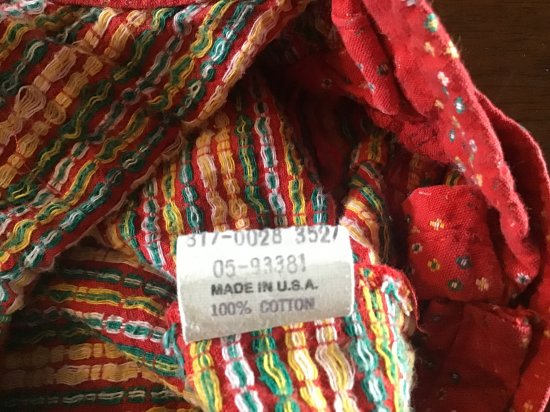 317-0028 3527
05-93381
MADE IN U.S.A.
100% COTTON